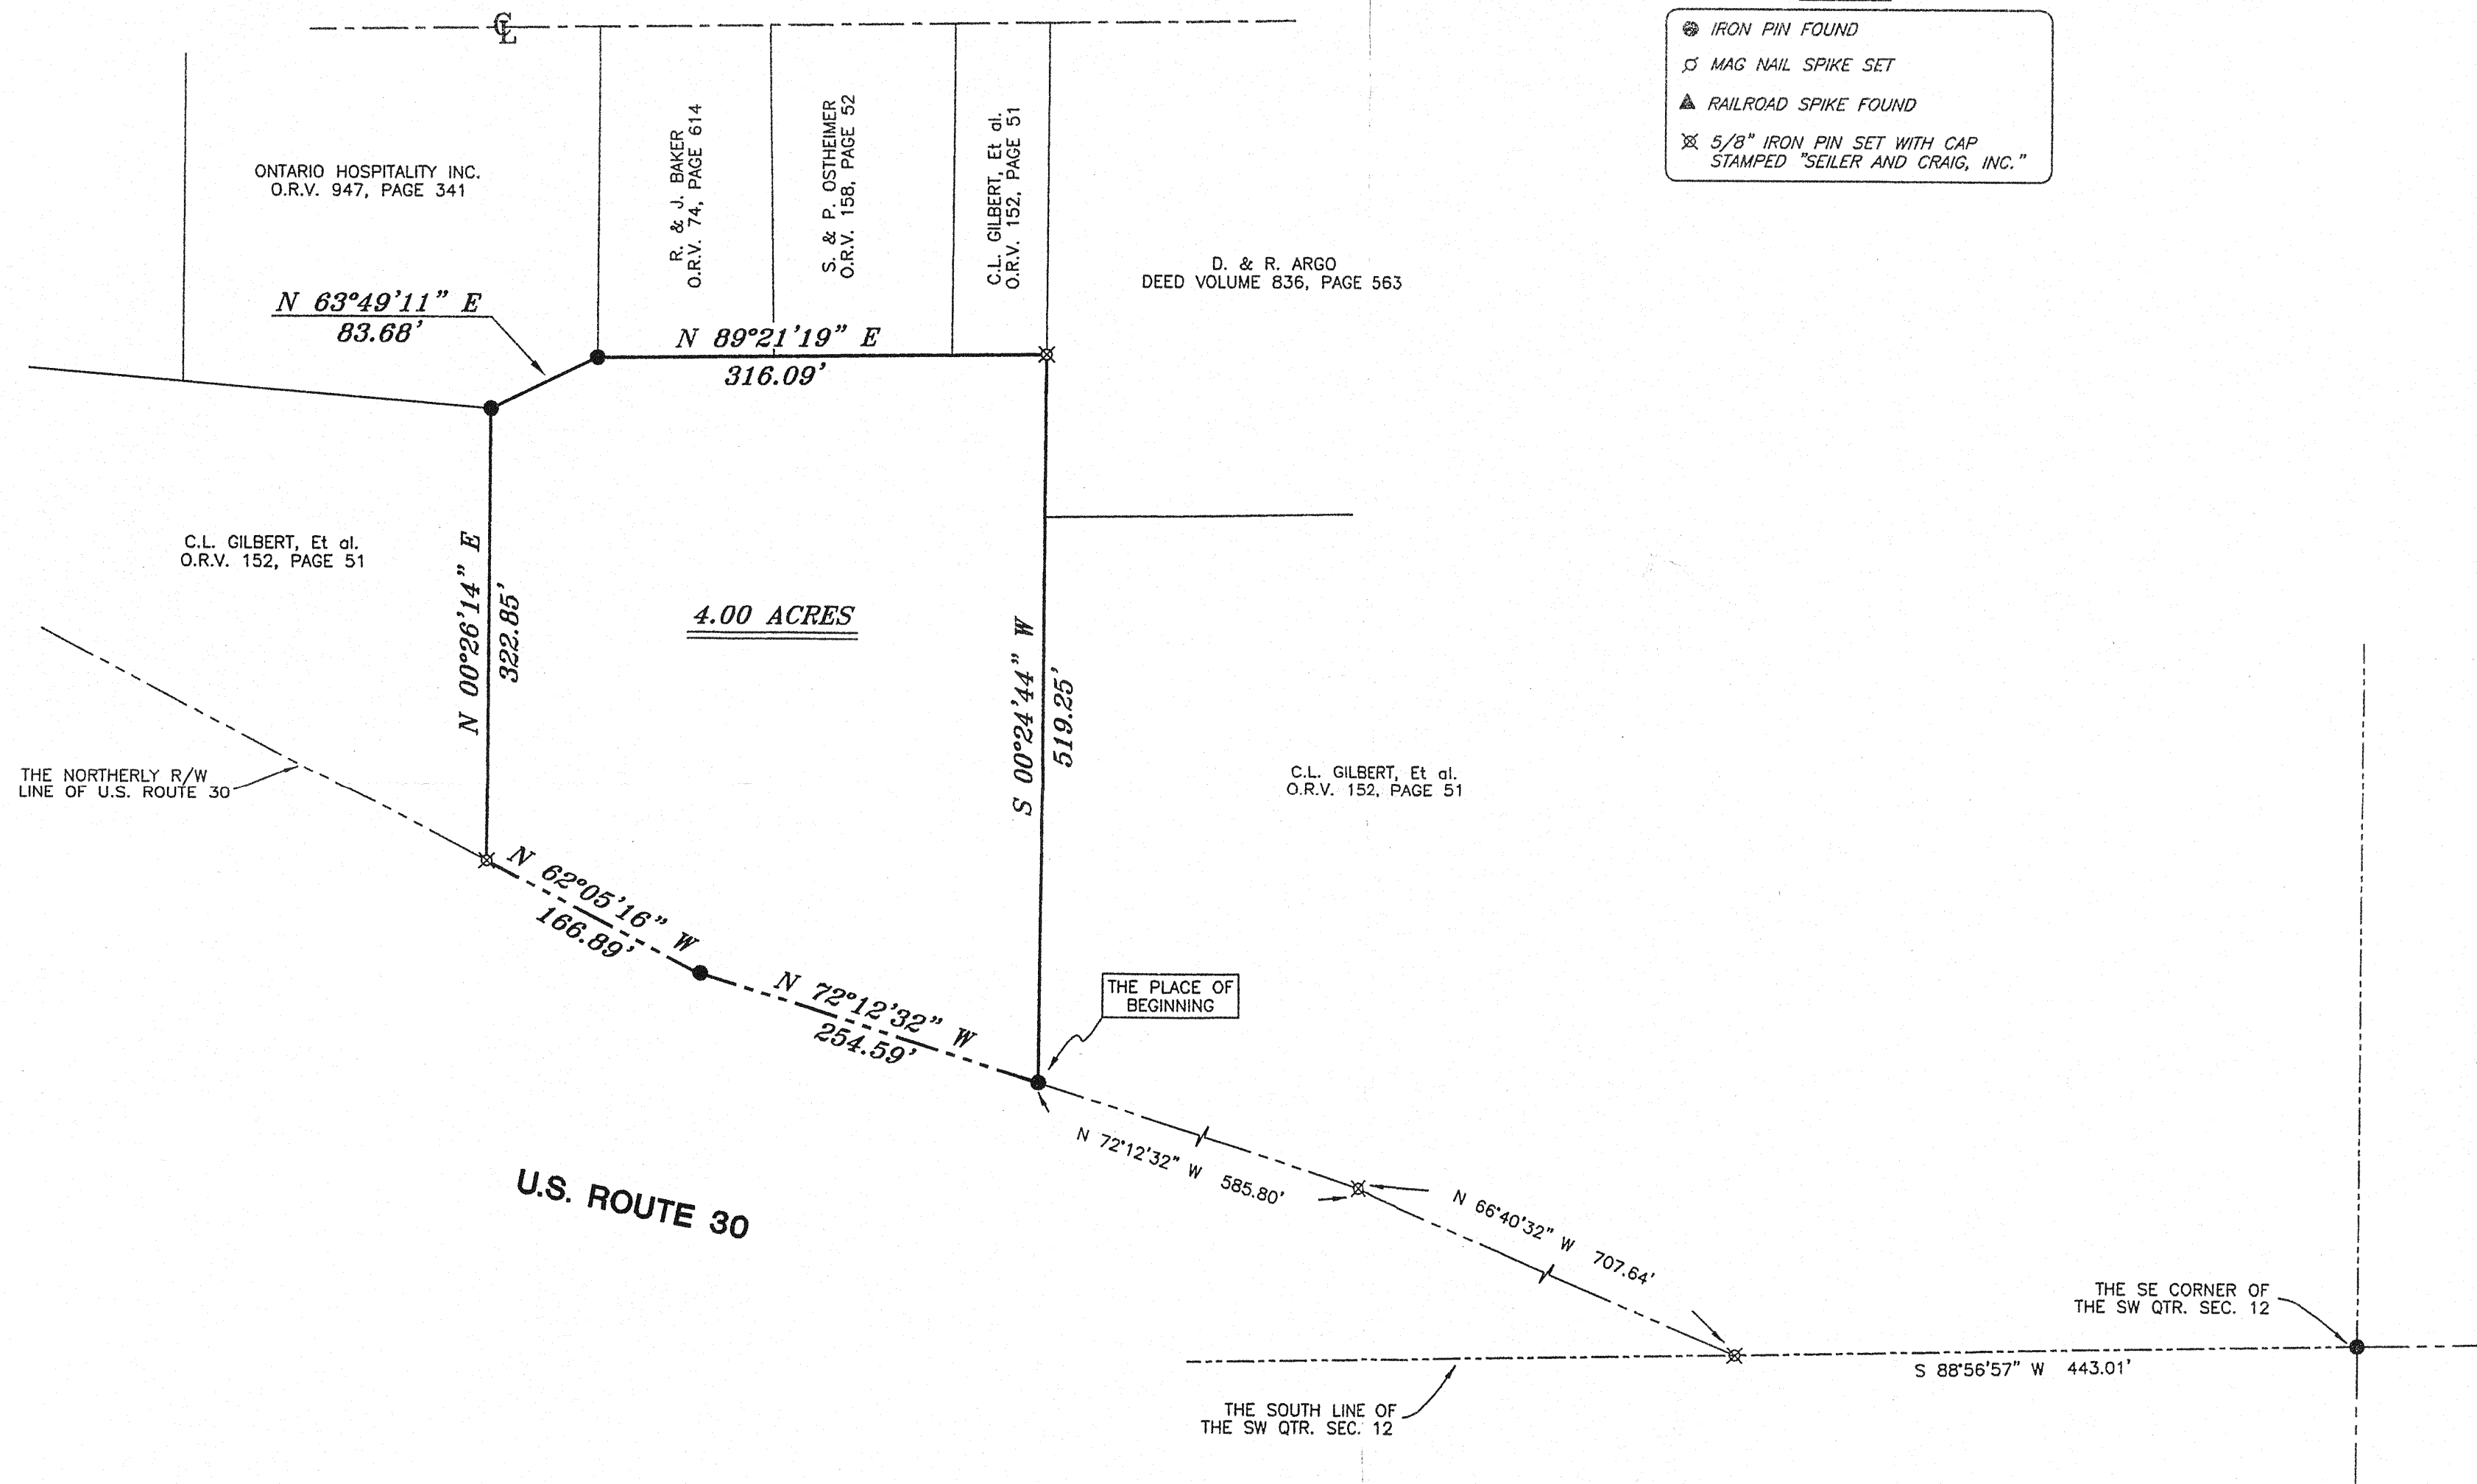 ℄
IRON PIN FOUND
MAG NAIL SPIKE SET
RAILROAD SPIKE FOUND
5/8" IRON PIN SET WITH CAP
STAMPED "SEILER AND CRAIG, INC."
ONTARIO HOSPITALITY INC.
O.R.V. 947, PAGE 341
R. & J. BAKER
O.R.V. 74, PAGE 614
S. & P. OSTHEIMER
O.R.V. 158, PAGE 52
C.L. GILBERT, Et al.
O.R.V. 152, PAGE 51
D. & R. ARGO
DEED VOLUME 836, PAGE 563
N 63°49'11" E
83.68'
N 89°21'19" E
316.09'
C.L. GILBERT, Et al.
O.R.V. 152, PAGE 51
N 00°26'14" E
322.85'
4.00 ACRES
S 00°24'44" W
519.25'
THE NORTHERLY R/W
LINE OF U.S. ROUTE 30
C.L. GILBERT, Et al.
O.R.V. 152, PAGE 51
N 62°05'16" W
166.89'
N 72°12'32" W
254.59'
THE PLACE OF
BEGINNING
N 72°12'32" W 585.80'
U.S. ROUTE 30
N 66°40'32" W 707.64'
THE SE CORNER OF
THE SW QTR. SEC. 12
S 88°56'57" W 443.01'
THE SOUTH LINE OF
THE SW QTR. SEC. 12